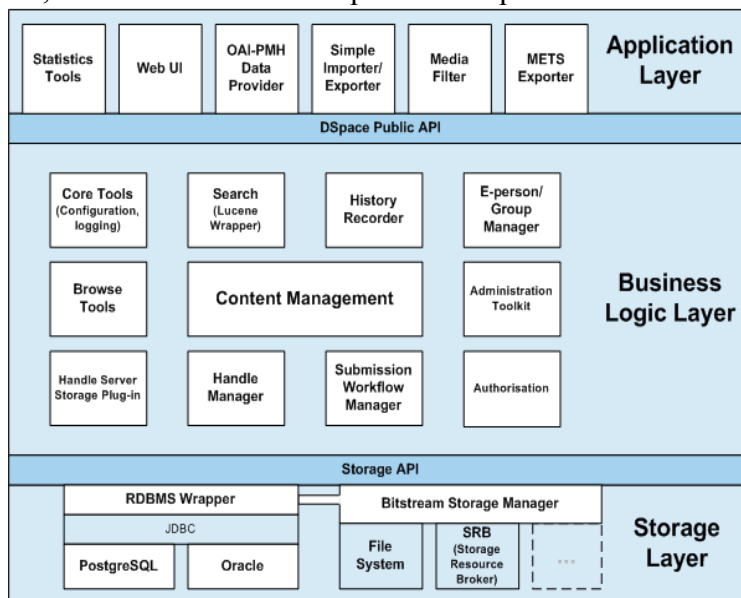 Statistics
Tools
Web UI
OAI-PMH
Data
Provider
Simple
Importer/
Exporter
Media
Filter
METS
Exporter
Application
Layer
DSpace Public API
Core Tools
(Configuration,
logging)
Search
(Lucene
Wrapper)
History
Recorder
E-person/
Group
Manager
Browse
Tools
Content Management
Administration
Toolkit
Business
Logic Layer
Handle Server
Storage Plug-in
Handle
Manager
Submission
Workflow
Manager
Authorisation
Storage API
RDBMS Wrapper
JDBC
PostgreSQL
Oracle
Bitstream Storage Manager
File
System
SRB
(Storage
Resource
Broker)
...
Storage
Layer